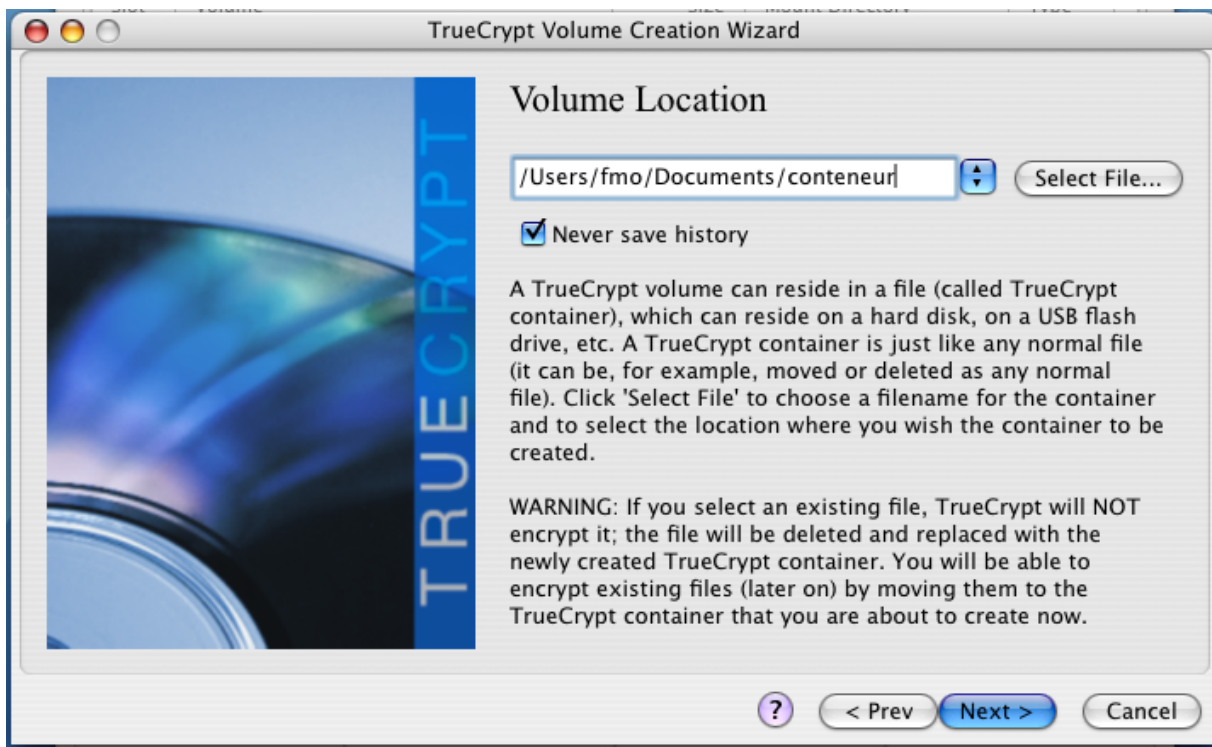 Slot Volume Size Mount Directory Type
TrueCrypt Volume Creation Wizard
TRUECRYPT
Volume Location
/Users/fmo/Documents/conteneur Select File...
Never save history
A TrueCrypt volume can reside in a file (called TrueCrypt
container), which can reside on a hard disk, on a USB flash
drive, etc. A TrueCrypt container is just like any normal file
(it can be, for example, moved or deleted as any normal
file). Click 'Select File' to choose a filename for the container
and to select the location where you wish the container to be
created.
WARNING: If you select an existing file, TrueCrypt will NOT
encrypt it; the file will be deleted and replaced with the
newly created TrueCrypt container. You will be able to
encrypt existing files (later on) by moving them to the
TrueCrypt container that you are about to create now.
? < Prev Next > Cancel